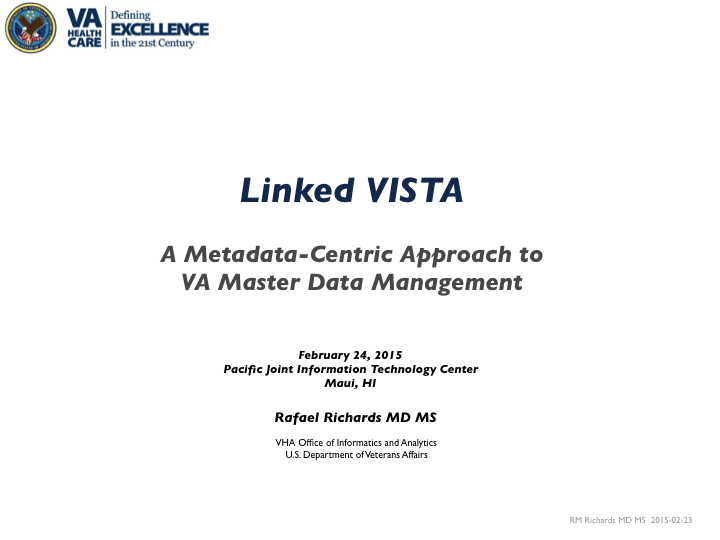 VA
HEALTH
CARE
Defining
EXCELLENCE
in the 21st Century
Linked VISTA
A Metadata-Centric Approach to
VA Master Data Management
February 24, 2015
Pacific Joint Information Technology Center
Maui, HI
Rafael Richards MD MS
VHA Office of Informatics and Analytics
U.S. Department of Veterans Affairs
RM Richards MD MS 2015-02-23